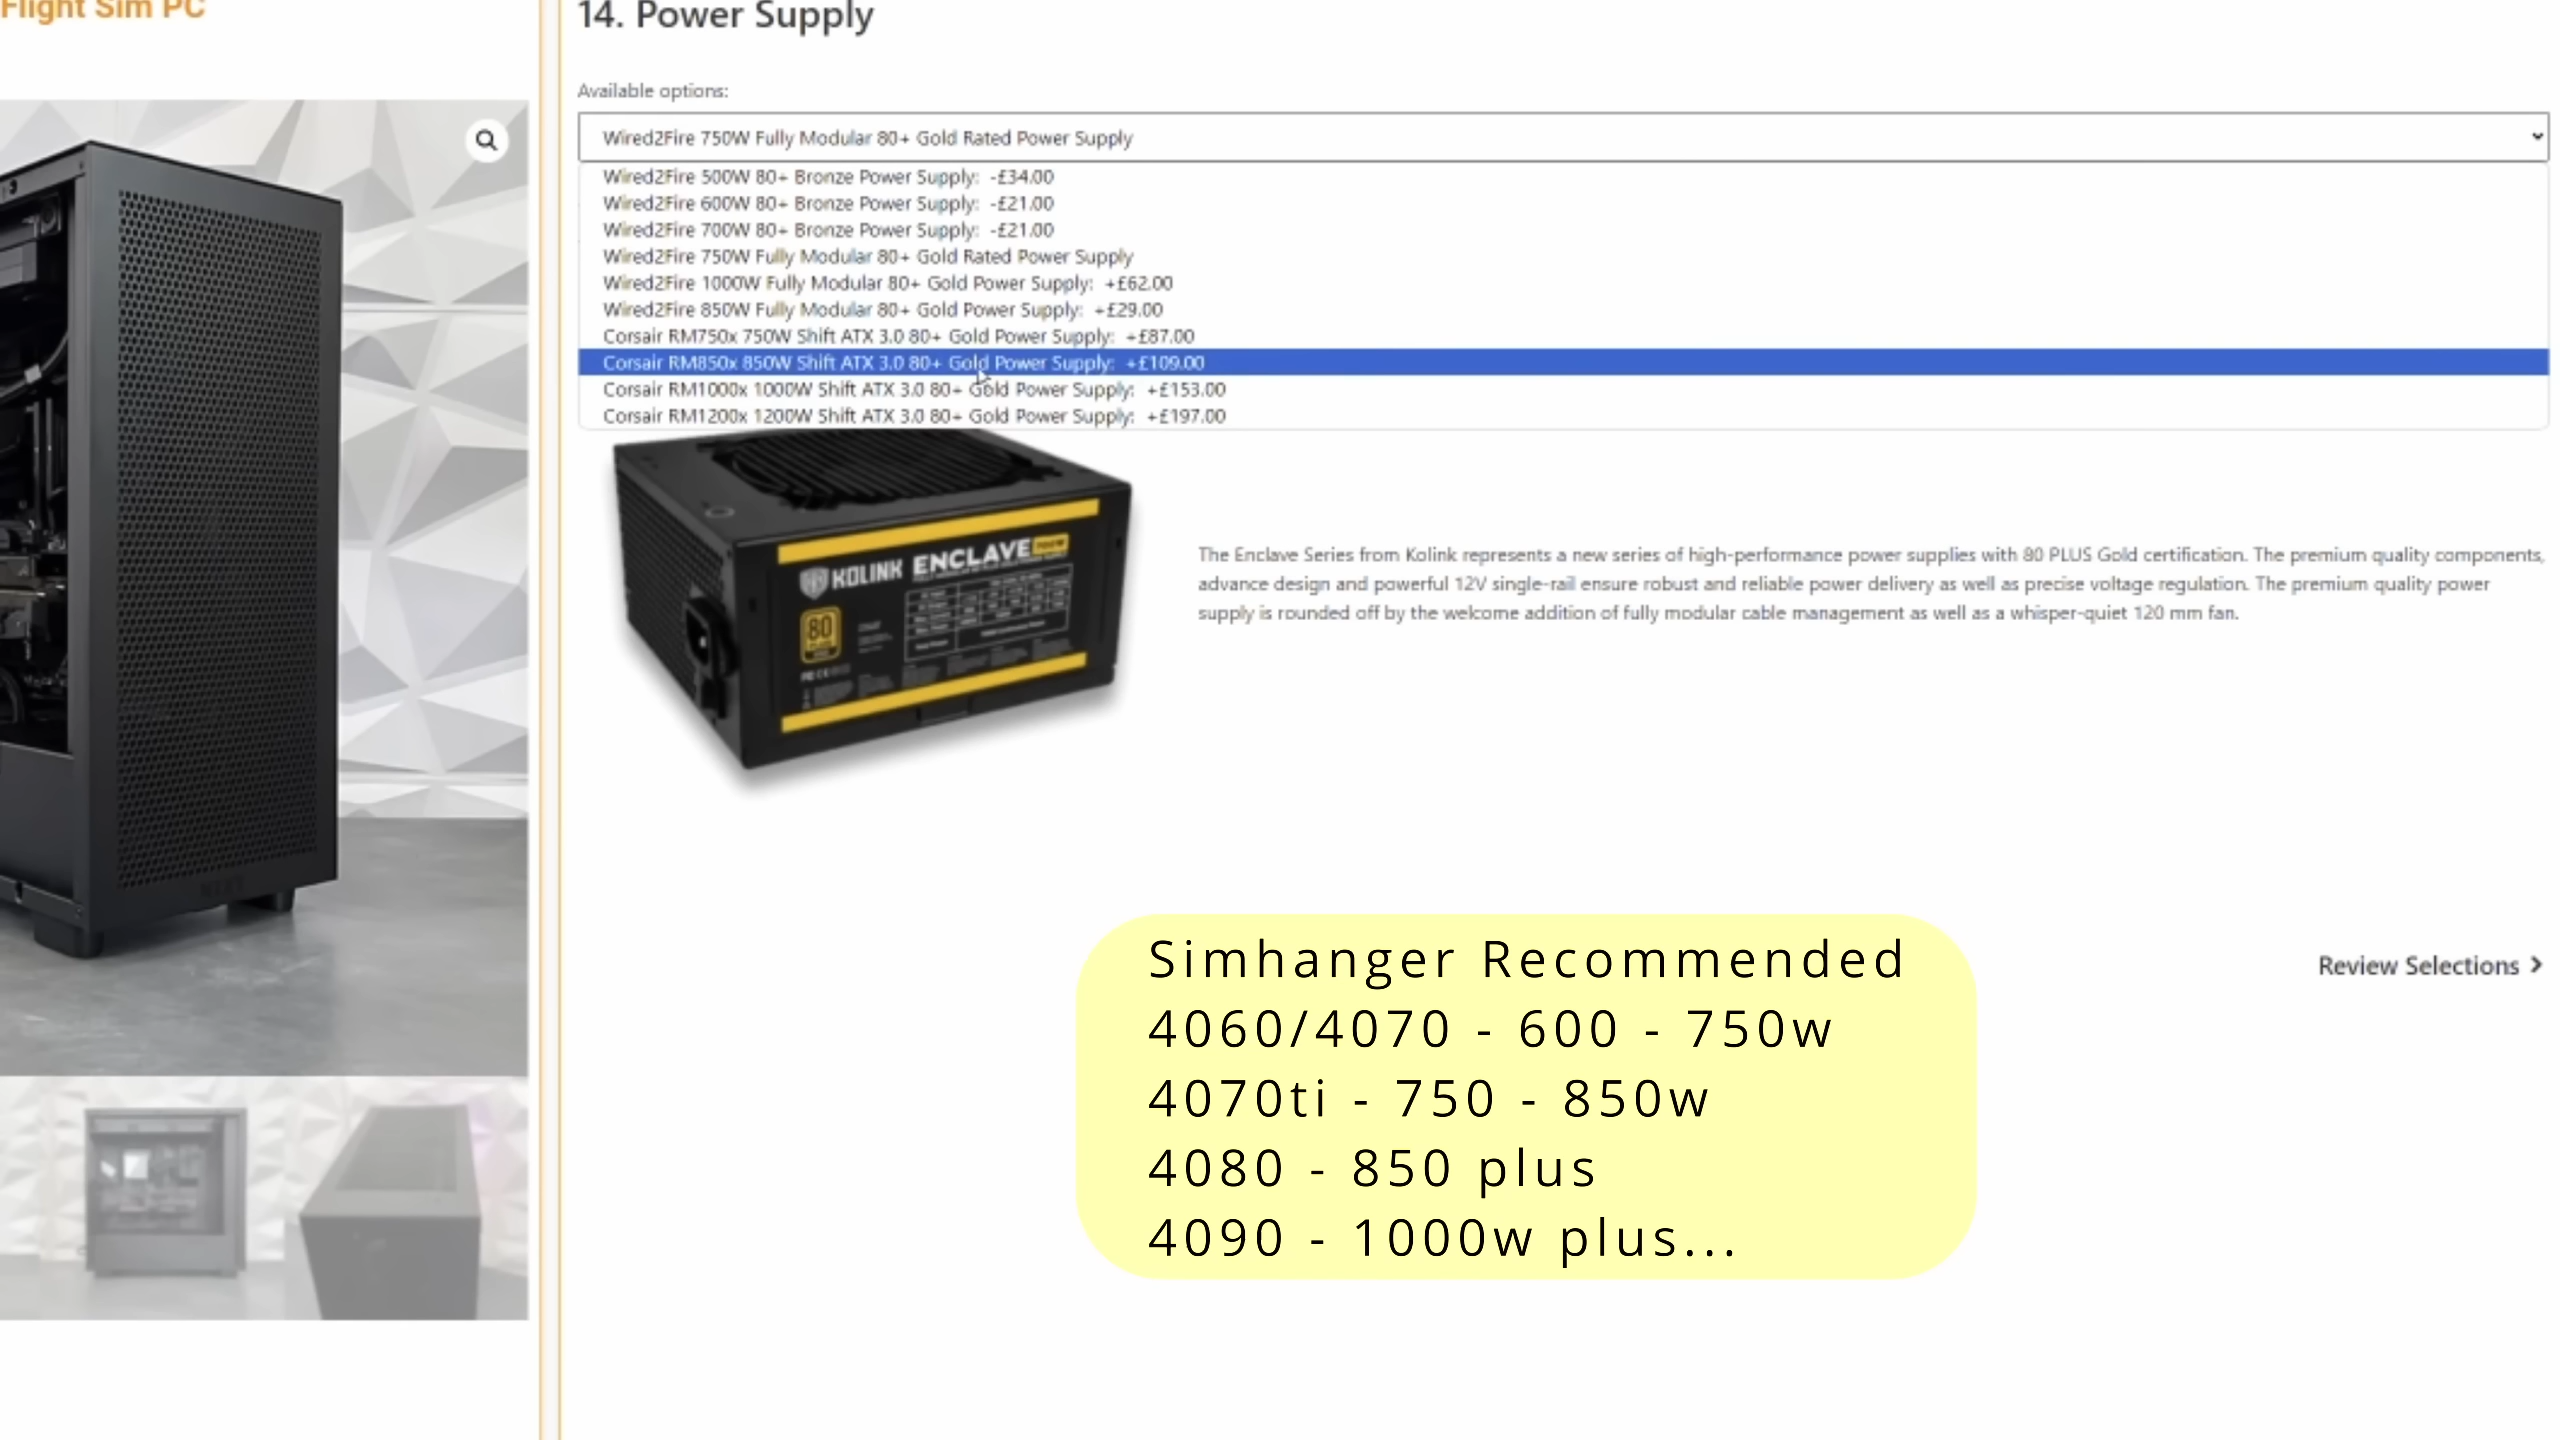 Flight Sim PC
14. Power Supply
Available options:
Wired2Fire 750W Fully Modular 80+ Gold Rated Power Supply
Wired2Fire 500W 80+ Bronze Power Supply: -£34.00
Wired2Fire 600W 80+ Bronze Power Supply: -£21.00
Wired2Fire 700W 80+ Bronze Power Supply: -£21.00
Wired2Fire 750W Fully Modular 80+ Gold Rated Power Supply
Wired2Fire 1000W Fully Modular 80+ Gold Power Supply: +£62.00
Wired2Fire 850W Fully Modular 80+ Gold Power Supply: +£29.00
Corsair RM750x 750W Shift ATX 3.0 80+ Gold Power Supply: +£87.00
Corsair RM850x 850W Shift ATX 3.0 80+ Gold Power Supply: +£109.00
Corsair RM1000x 1000W Shift ATX 3.0 80+ Gold Power Supply: +£153.00
Corsair RM1200x 1200W Shift ATX 3.0 80+ Gold Power Supply: +£197.00
KOLINK ENCLAVE
80
The Enclave Series from Kolink represents a new series of high-performance power supplies with 80 PLUS Gold certification. The premium quality components,
advance design and powerful 12V single-rail ensure robust and reliable power delivery as well as precise voltage regulation. The premium quality power
supply is rounded off by the welcome addition of fully modular cable management as well as a whisper-quiet 120 mm fan.
NZXT
Simhanger Recommended
4060/4070 - 600 - 750w
4070ti - 750 - 850w
4080 - 850 plus
4090 - 1000w plus...
Review Selections